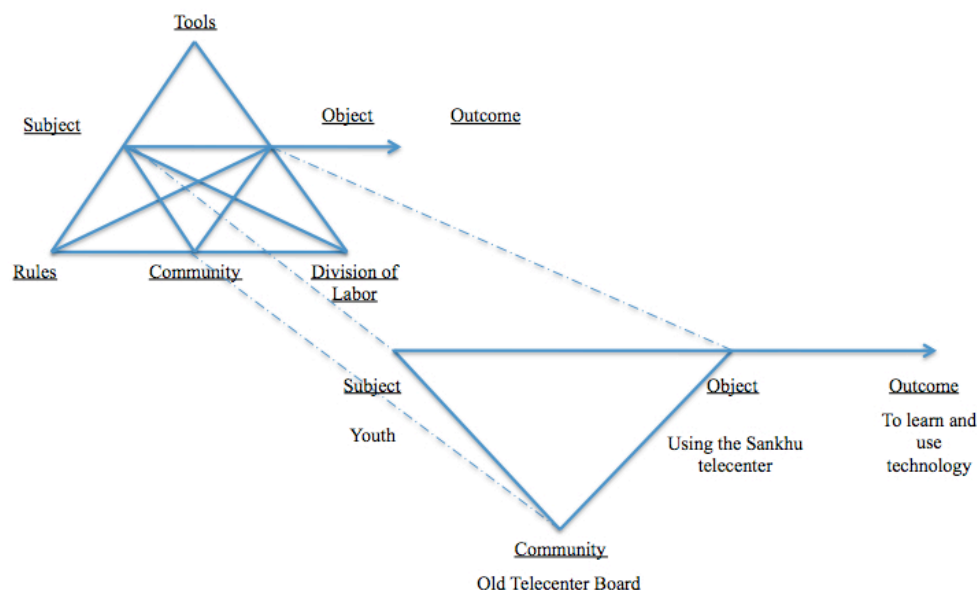 Tools
Subject
Object
Outcome
Rules
Community
Division of
Labor
Subject
Object
Outcome
Youth
Using the Sankhu
telecenter
To learn and
use
technology
Community
Old Telecenter Board